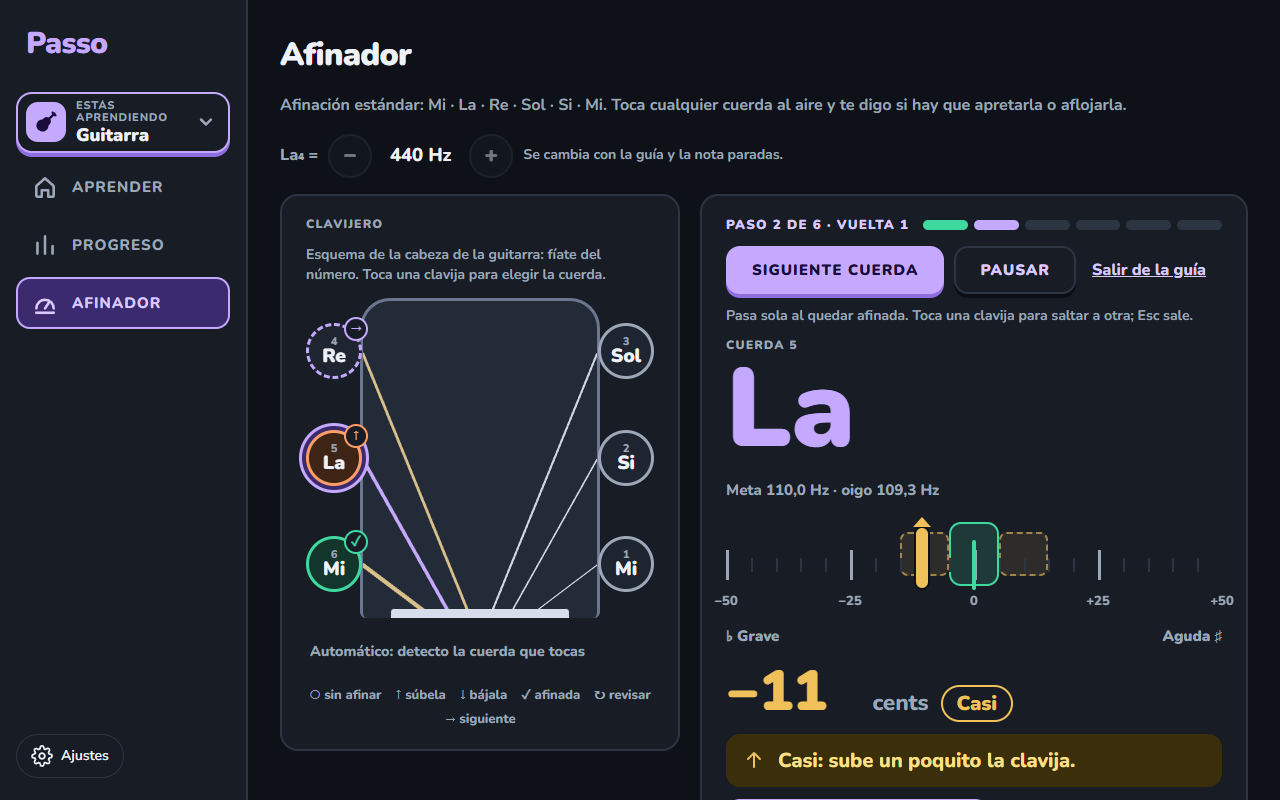 Passo
ESTÁS
APRENDIENDO
Guitarra
APRENDER
PROGRESO
AFINADOR
Ajustes
Afinador
Afinación estándar: Mi · La · Re · Sol · Si · Mi. Toca cualquier cuerda al aire y te digo si hay que apretarla o aflojarla.
La₄ = − 440 Hz + Se cambia con la guía y la nota paradas.
CLAVIJERO
Esquema de la cabeza de la guitarra: fíate del
número. Toca una clavija para elegir la cuerda.
4
Re
→
3
Sol
5
La
↑
2
Si
6
Mi
✓
1
Mi
Automático: detecto la cuerda que tocas
○ sin afinar ↑ súbela ↓ bájala ✓ afinada ↻ revisar
→ siguiente
PASO 2 DE 6 · VUELTA 1
SIGUIENTE CUERDA
PAUSAR
Salir de la guía
Pasa sola al quedar afinada. Toca una clavija para saltar a otra; Esc sale.
CUERDA 5
La
Meta 110,0 Hz · oigo 109,3 Hz
−50 −25 0 +25 +50
♭ Grave Aguda ♯
−11 cents Casi
↑ Casi: sube un poquito la clavija.